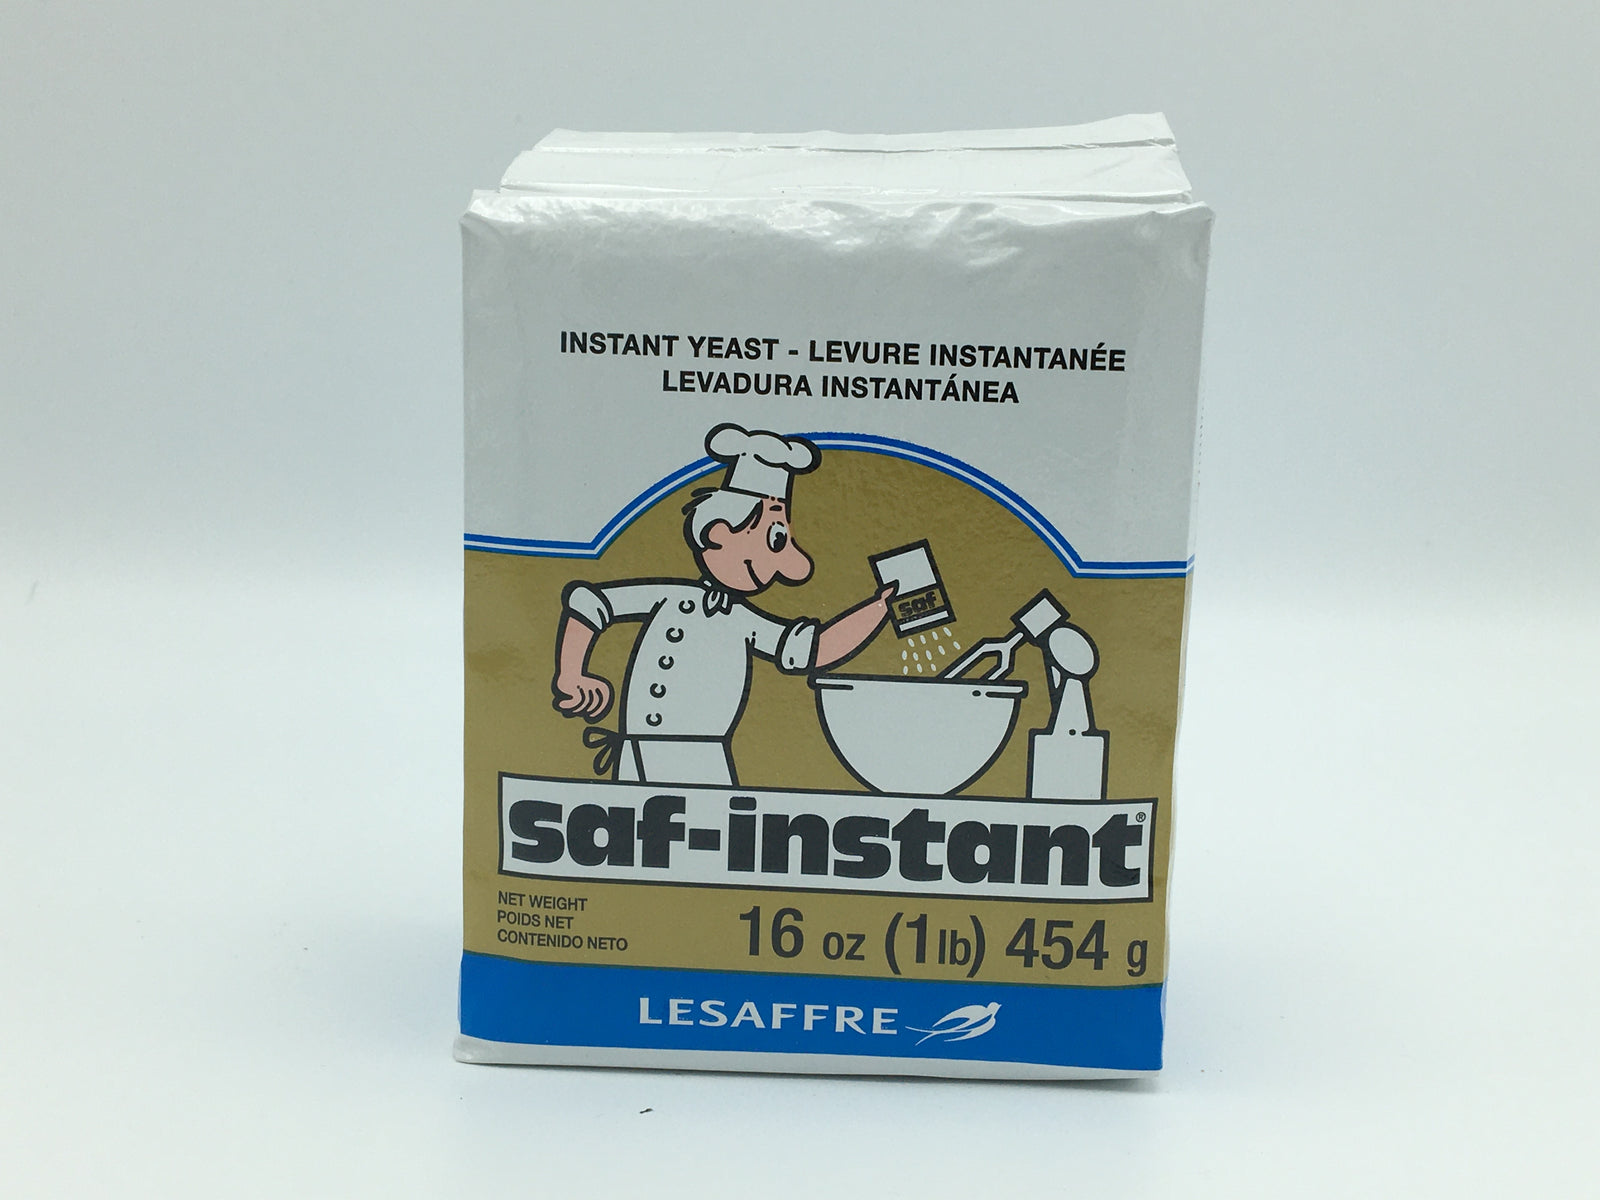 INSTANT YEAST - LEVURE INSTANTANÉE
LEVADURA INSTANTÁNEA
saf
saf-instant®
NET WEIGHT
POIDS NET
CONTENIDO NETO
16 oz (1lb) 454 g
LESAFFRE